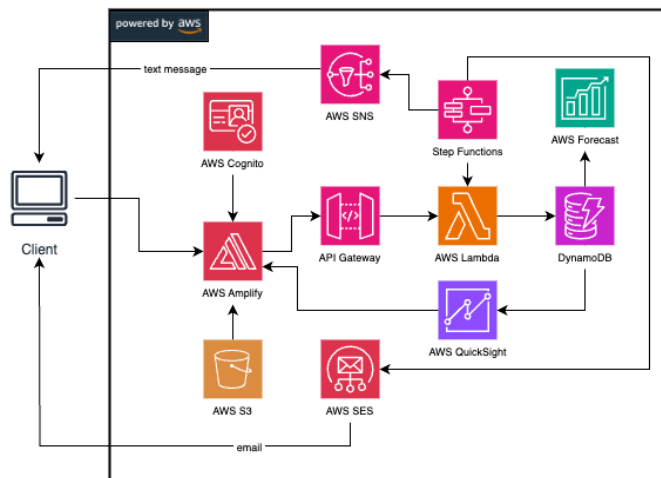 powered by aws
text message
AWS SNS
Step Functions
AWS Forecast
AWS Cognito
Client
AWS Amplify
API Gateway
AWS Lambda
DynamoDB
AWS QuickSight
AWS S3
AWS SES
email